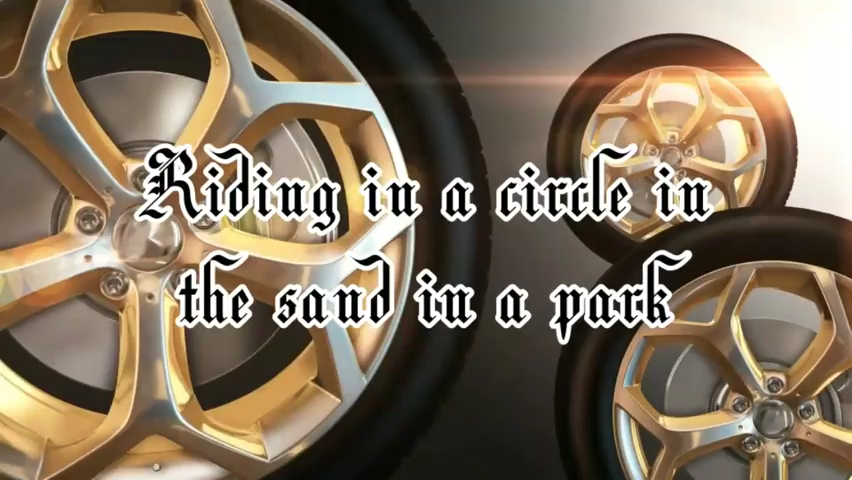 Riding in a circle in
the sand in a park